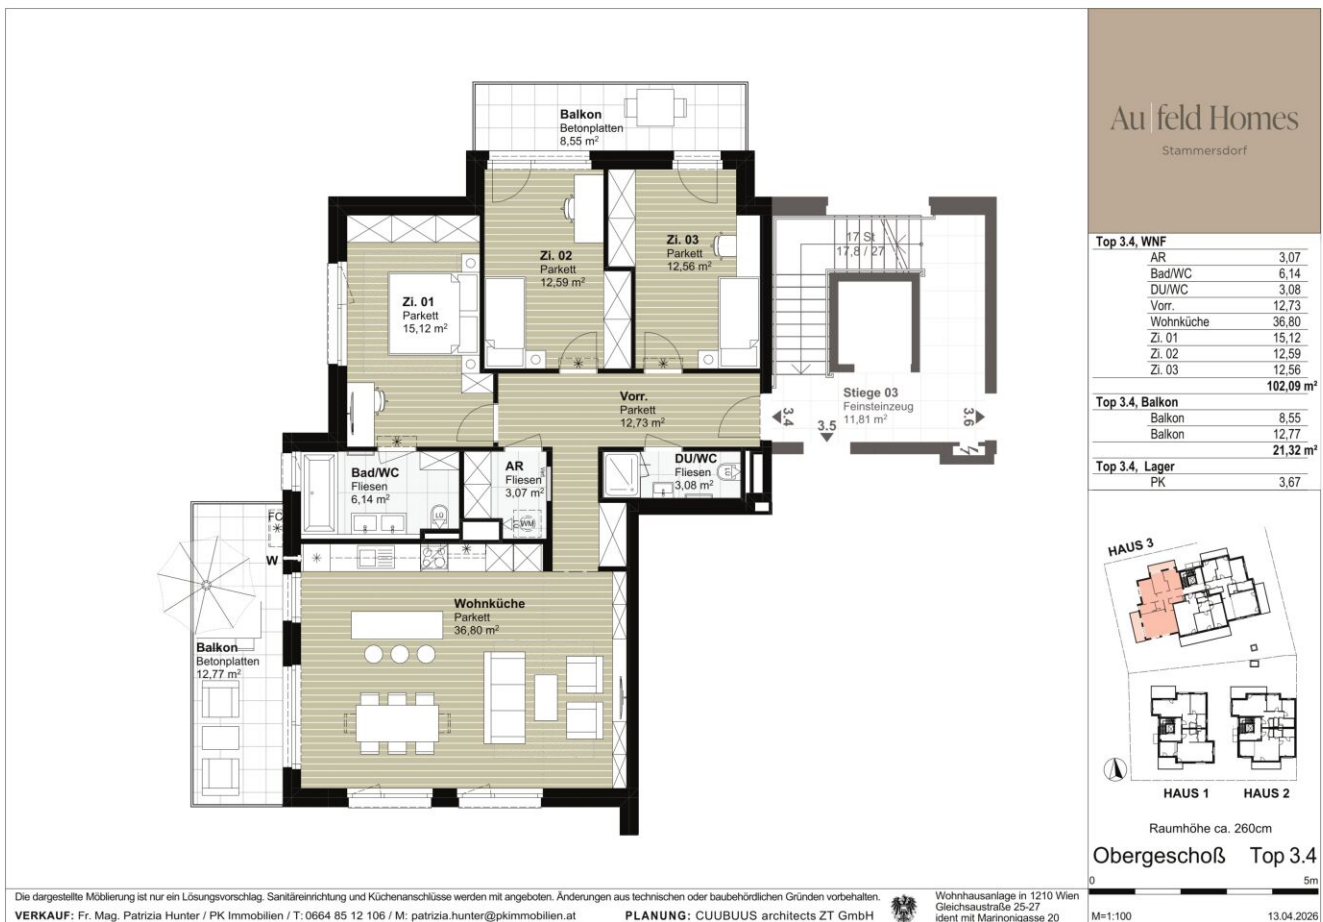 Balkon
Betonplatten
8,55 m²
Zi. 02
Parkett
12,59 m²
Zi. 03
Parkett
12,56 m²
17 St
17,8 / 27
Zi. 01
Parkett
15,12 m²
Vorr.
Parkett
12,73 m²
Stiege 03
Feinsteinzeug
11,81 m²
3.4
3.5
3.6
Bad/WC
Fliesen
6,14 m²
LÜ
AR
Fliesen
3,07 m²
WM
DU/WC
Fliesen
3,08 m²
FC
W
Wohnküche
Parkett
36,80 m²
Balkon
Betonplatten
12,77 m²
Au|feld Homes
Stammersdorf
Top 3.4, WNF
AR 3,07
Bad/WC 6,14
DU/WC 3,08
Vorr. 12,73
Wohnküche 36,80
Zi. 01 15,12
Zi. 02 12,59
Zi. 03 12,56
102,09 m²
Top 3.4, Balkon
Balkon 8,55
Balkon 12,77
21,32 m²
Top 3.4, Lager
PK 3,67
HAUS 3
HAUS 1 HAUS 2
Raumhöhe ca. 260cm
Obergeschoß Top 3.4
0 5m
M=1:100 13.04.2026
Die dargestellte Möblierung ist nur ein Lösungsvorschlag. Sanitäreinrichtung und Küchenanschlüsse werden mit angeboten. Änderungen aus technischen oder baubehördlichen Gründen vorbehalten.
VERKAUF: Fr. Mag. Patrizia Hunter / PK Immobilien / T: 0664 85 12 106 / M: patrizia.hunter@pkimmobilien.at PLANUNG: CUUBUUS architects ZT GmbH
Wohnhausanlage in 1210 Wien
Gleichsaustraße 25-27
ident mit Marinonigasse 20